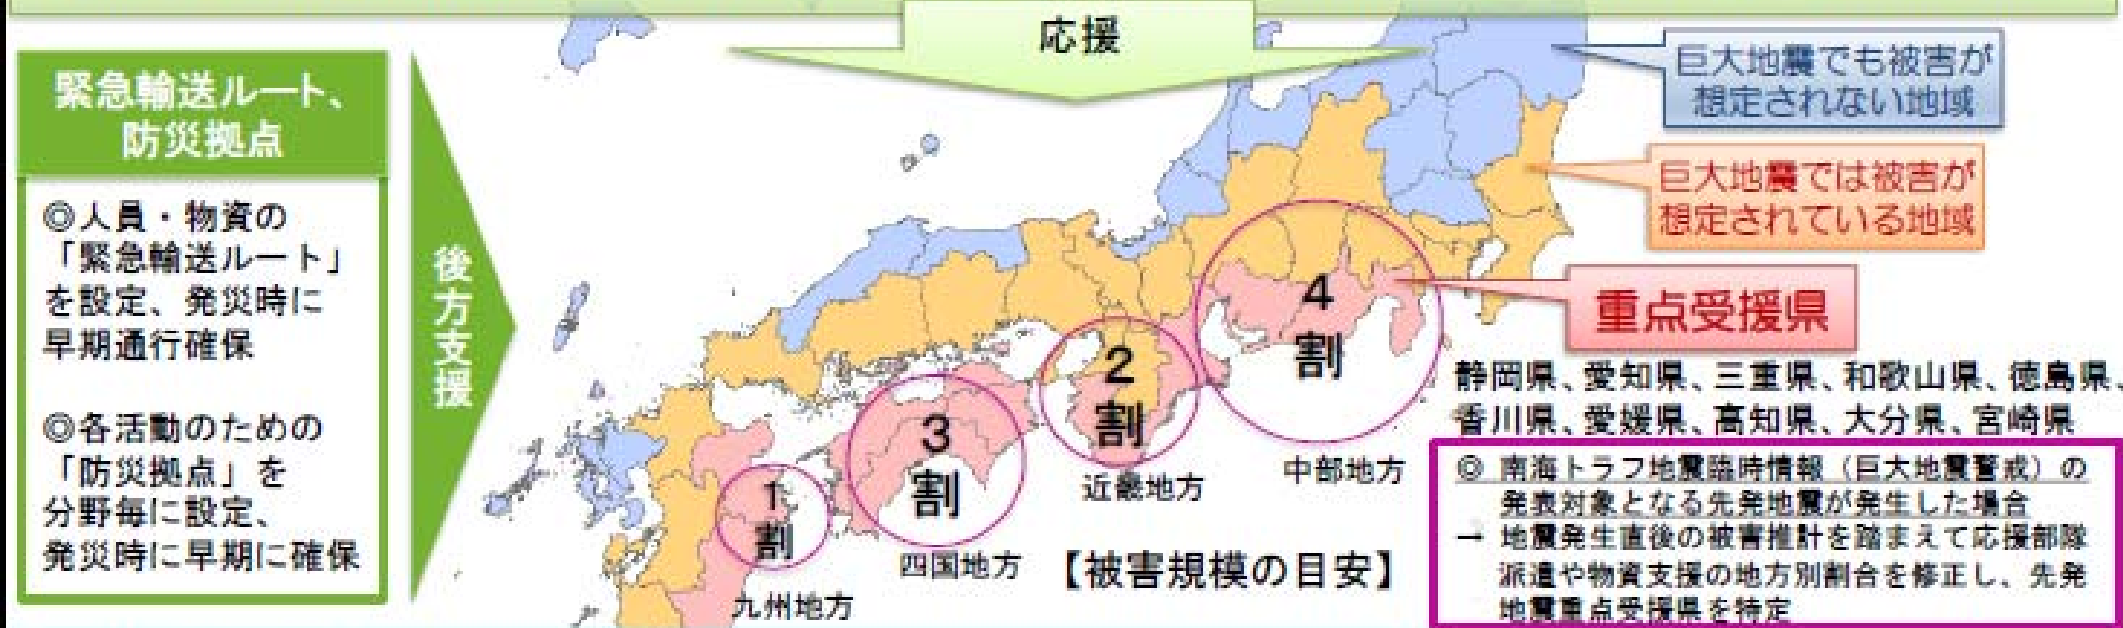 応援
緊急輸送ルート、
防災拠点
◎人員・物資の
「緊急輸送ルート」
を設定、発災時に
早期通行確保
◎各活動のための
「防災拠点」を
分野毎に設定、
発災時に早期に確保
後方支援
巨大地震でも被害が
想定されない地域
巨大地震では被害が
想定されている地域
重点受援県
静岡県、愛知県、三重県、和歌山県、徳島県、
香川県、愛媛県、高知県、大分県、宮崎県
4
割
中部地方
2
割
近畿地方
3
割
四国地方
1
割
九州地方
【被害規模の目安】
◎ 南海トラフ地震臨時情報（巨大地震警戒）の
発表対象となる先発地震が発生した場合
→ 地震発生直後の被害推計を踏まえて応援部隊
派遣や物資支援の地方別割合を修正し、先発
地震重点受援県を特定